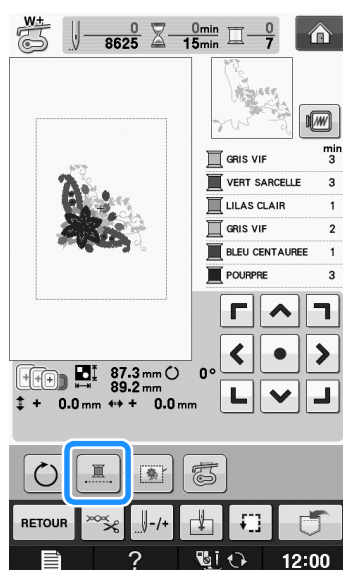 W+
0 0min 0
8625 15min 7
min
GRIS VIF 3
VERT SARCELLE 3
LILAS CLAIR 1
GRIS VIF 2
BLEU CENTAUREE 1
POURPRE 3
87.3 mm 0°
89.2 mm
+ 0.0 mm + 0.0 mm
RETOUR -/+
? 12:00